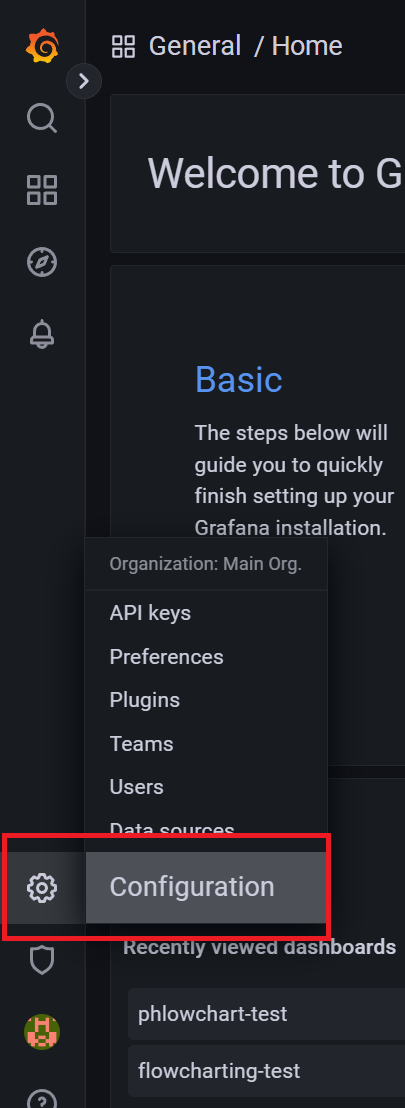 General / Home
Welcome to G
Basic
The steps below will
guide you to quickly
finish setting up your
Grafana installation.
Organization: Main Org.
API keys
Preferences
Plugins
Teams
Users
Data sources
Configuration
Recently viewed dashboards
phlowchart-test
flowcharting-test